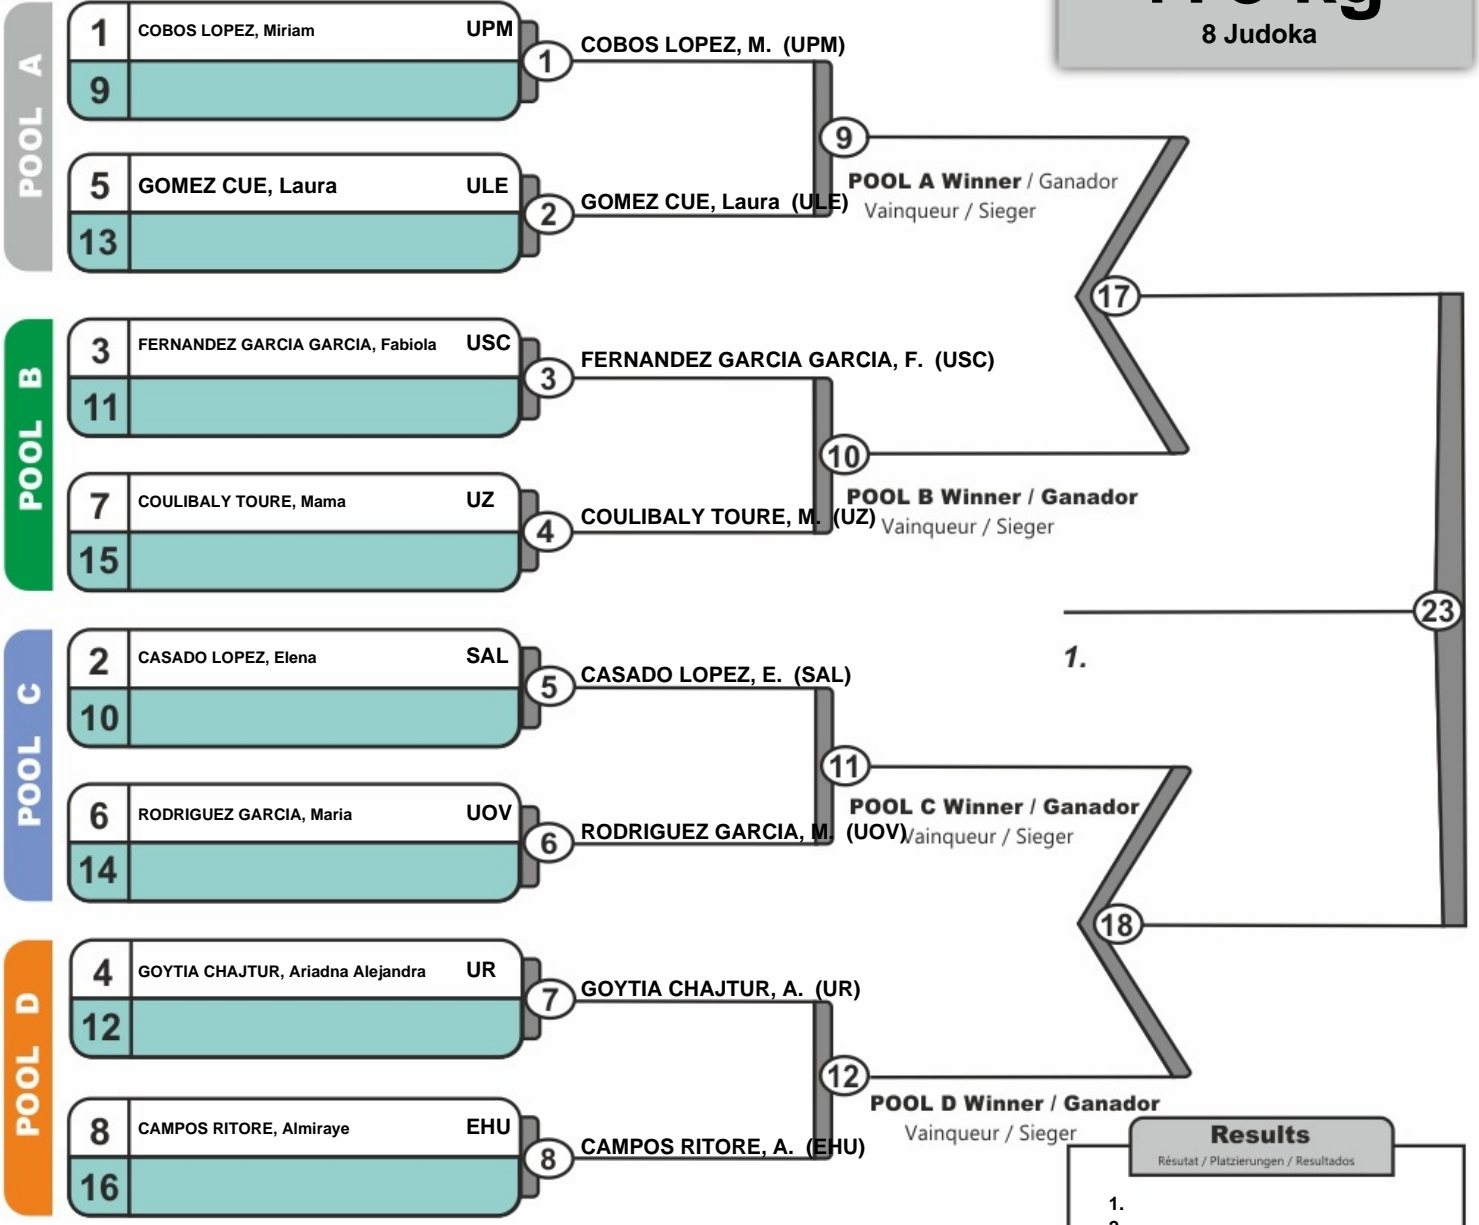 8 Judoka
POOL A
1 COBOS LOPEZ, Miriam UPM
9
5 GOMEZ CUE, Laura ULE
13
1 COBOS LOPEZ, M. (UPM)
2 GOMEZ CUE, Laura (ULE)
9
POOL A Winner / Ganador
Vainqueur / Sieger
17
POOL B
3 FERNANDEZ GARCIA GARCIA, Fabiola USC
11
7 COULIBALY TOURE, Mama UZ
15
3 FERNANDEZ GARCIA GARCIA, F. (USC)
4 COULIBALY TOURE, M. (UZ)
10
POOL B Winner / Ganador
Vainqueur / Sieger
23
1.
POOL C
2 CASADO LOPEZ, Elena SAL
10
6 RODRIGUEZ GARCIA, Maria UOV
14
5 CASADO LOPEZ, E. (SAL)
6 RODRIGUEZ GARCIA, M. (UOV)
11
POOL C Winner / Ganador
Vainqueur / Sieger
18
POOL D
4 GOYTIA CHAJTUR, Ariadna Alejandra UR
12
8 CAMPOS RITORE, Almiraye EHU
16
7 GOYTIA CHAJTUR, A. (UR)
8 CAMPOS RITORE, A. (EHU)
12
POOL D Winner / Ganador
Vainqueur / Sieger
Results
Résutat / Platzierungen / Resultados
1.